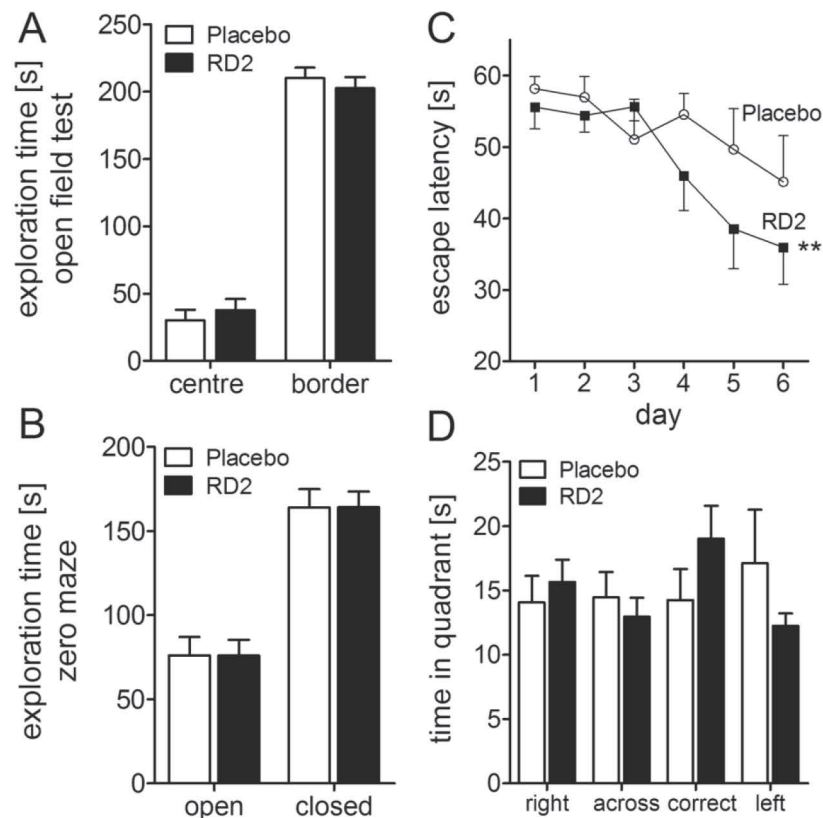 A
Placebo
RD2
exploration time [s]
open field test
250
200
150
100
50
0
centre
border
B
Placebo
RD2
exploration time [s]
zero maze
200
150
100
50
0
open
closed
C
escape latency [s]
60
50
40
30
20
Placebo
RD2
**
1 2 3 4 5 6
day
D
Placebo
RD2
time in quadrant [s]
25
20
15
10
5
0
right across correct left